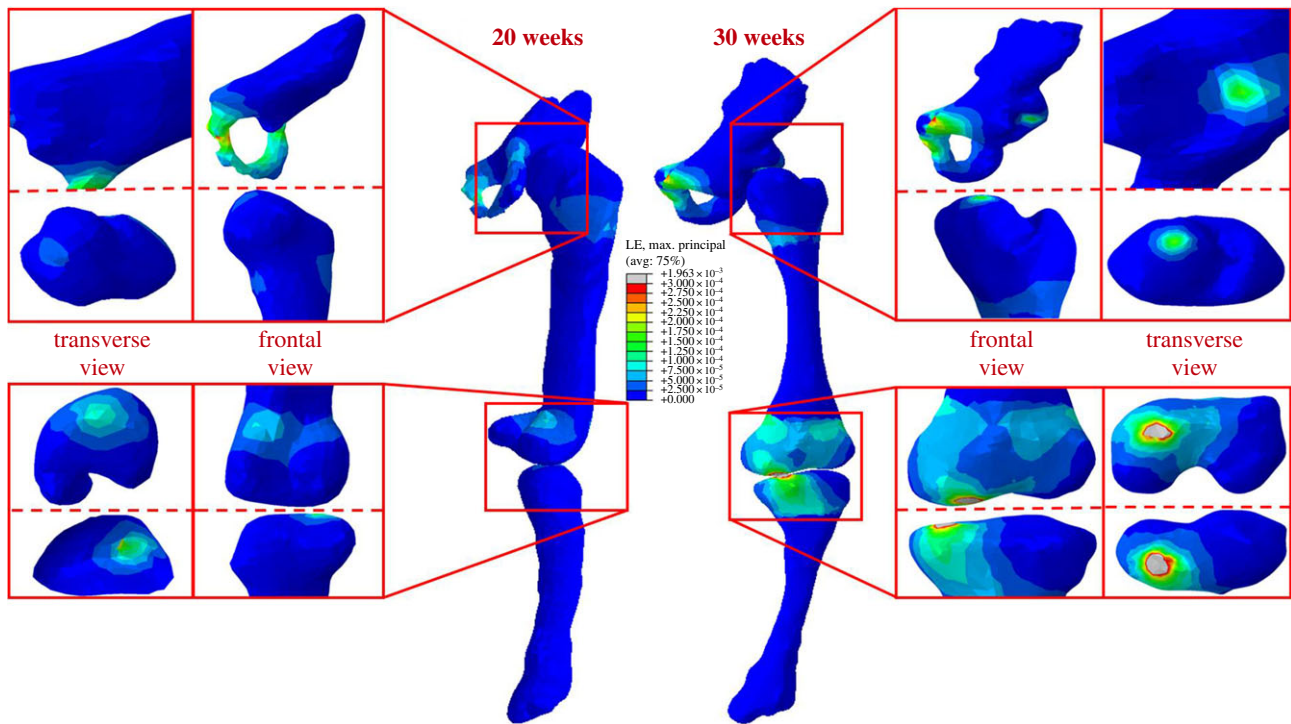 20 weeks
30 weeks
LE, max. principal
(avg: 75%)
+1.963 × 10⁻³
+3.000 × 10⁻⁴
+2.750 × 10⁻⁴
+2.500 × 10⁻⁴
+2.250 × 10⁻⁴
+2.000 × 10⁻⁴
+1.750 × 10⁻⁴
+1.500 × 10⁻⁴
+1.250 × 10⁻⁴
+1.000 × 10⁻⁴
+7.500 × 10⁻⁵
+5.000 × 10⁻⁵
+2.500 × 10⁻⁵
+0.000
transverse
view
frontal
view
frontal
view
transverse
view